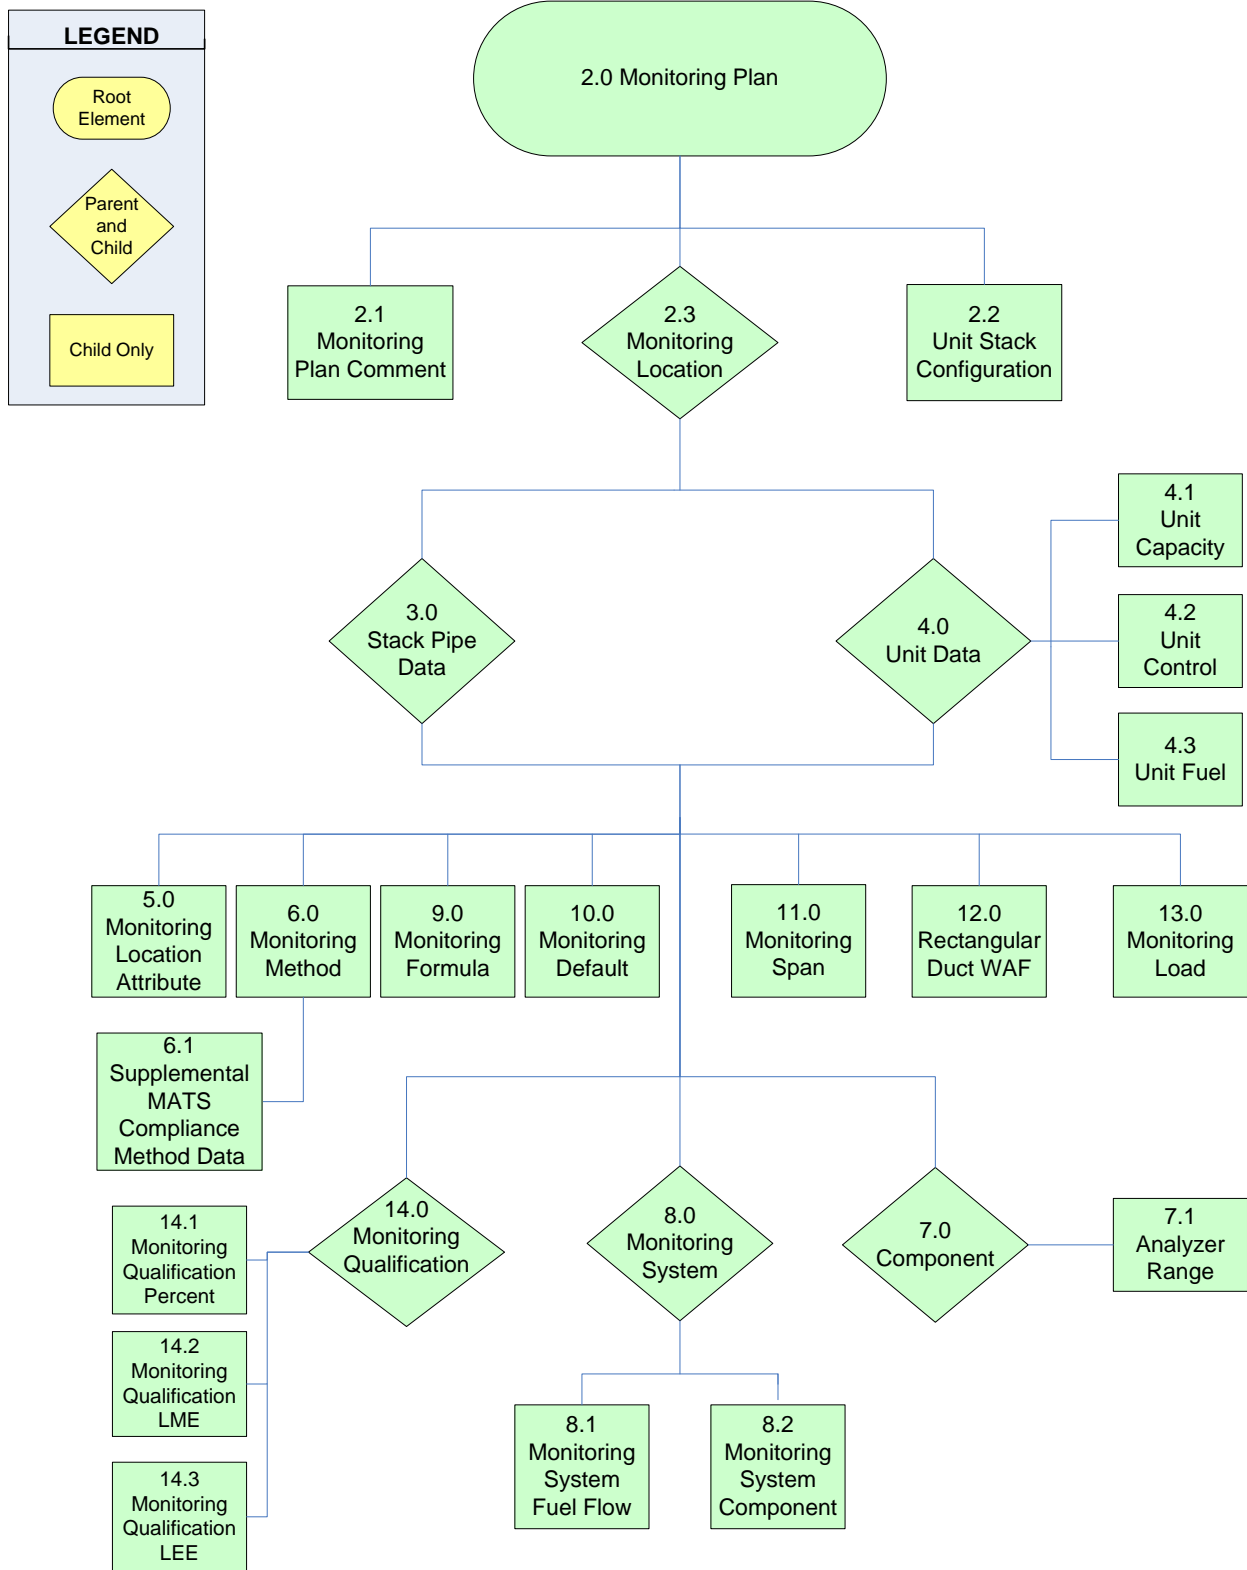 LEGEND
Root
Element
Parent
and
Child
Child Only
2.0 Monitoring Plan
2.1
Monitoring
Plan Comment
2.3
Monitoring
Location
2.2
Unit Stack
Configuration
3.0
Stack Pipe
Data
4.0
Unit Data
4.1
Unit
Capacity
4.2
Unit
Control
4.3
Unit Fuel
5.0
Monitoring
Location
Attribute
6.0
Monitoring
Method
9.0
Monitoring
Formula
10.0
Monitoring
Default
11.0
Monitoring
Span
12.0
Rectangular
Duct WAF
13.0
Monitoring
Load
6.1
Supplemental
MATS
Compliance
Method Data
14.0
Monitoring
Qualification
8.0
Monitoring
System
7.0
Component
7.1
Analyzer
Range
14.1
Monitoring
Qualification
Percent
14.2
Monitoring
Qualification
LME
14.3
Monitoring
Qualification
LEE
8.1
Monitoring
System
Fuel Flow
8.2
Monitoring
System
Component